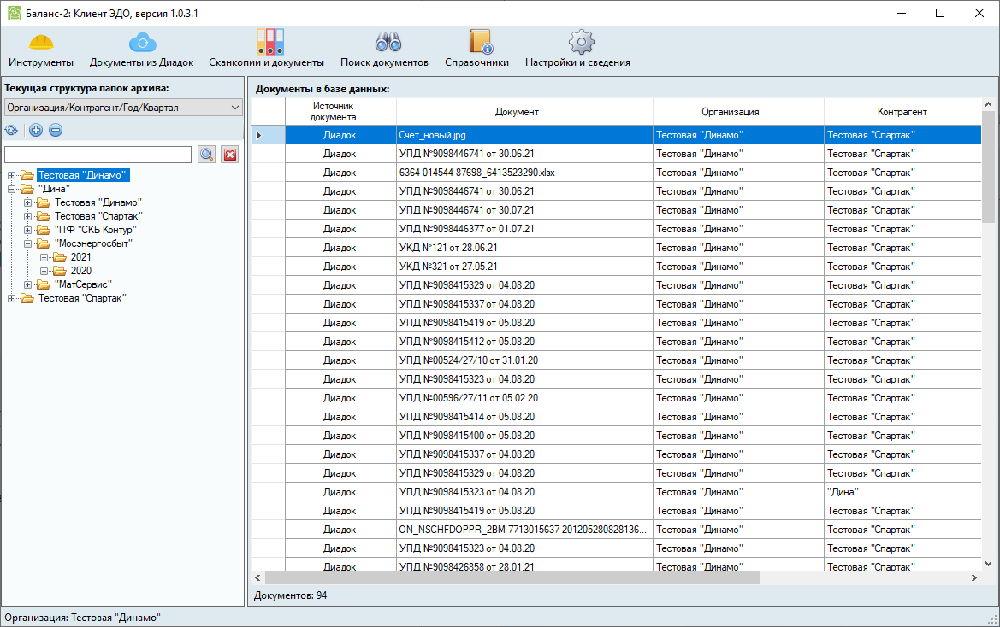 Баланс-2: Клиент ЭДО, версия 1.0.3.1
Инструменты Документы из Диадок Сканкопии и документы Поиск документов Справочники Настройки и сведения
Текущая структура папок архива:
Организация/Контрагент/Год/Квартал
Тестовая "Динамо"
"Дина"
Тестовая "Динамо"
Тестовая "Спартак"
"ПФ "СКБ Контур"
"Мосэнергосбыт"
2021
2020
"МатСервис"
Тестовая "Спартак"
Документы в базе данных:
Источник документа Документ Организация Контрагент
Диадок Счет_новый.jpg Тестовая "Динамо" Тестовая "Спартак"
Диадок УПД №9098446741 от 30.06.21 Тестовая "Динамо" Тестовая "Спартак"
Диадок 6364-014544-87698_6413523290.xlsx Тестовая "Динамо" Тестовая "Спартак"
Диадок УПД №9098446741 от 30.06.21 Тестовая "Динамо" Тестовая "Спартак"
Диадок УПД №9098446741 от 30.07.21 Тестовая "Динамо" Тестовая "Спартак"
Диадок УПД №9098446377 от 01.07.21 Тестовая "Динамо" Тестовая "Спартак"
Диадок УКД №121 от 28.06.21 Тестовая "Динамо" Тестовая "Спартак"
Диадок УКД №321 от 27.05.21 Тестовая "Динамо" Тестовая "Спартак"
Диадок УПД №9098415329 от 04.08.20 Тестовая "Динамо" Тестовая "Спартак"
Диадок УПД №9098415337 от 04.08.20 Тестовая "Динамо" Тестовая "Спартак"
Диадок УПД №9098415419 от 05.08.20 Тестовая "Динамо" Тестовая "Спартак"
Диадок УПД №9098415412 от 05.08.20 Тестовая "Динамо" Тестовая "Спартак"
Диадок УПД №00524/27/10 от 31.01.20 Тестовая "Динамо" Тестовая "Спартак"
Диадок УПД №9098415323 от 04.08.20 Тестовая "Динамо" Тестовая "Спартак"
Диадок УПД №00596/27/11 от 05.02.20 Тестовая "Динамо" Тестовая "Спартак"
Диадок УПД №9098415414 от 05.08.20 Тестовая "Динамо" Тестовая "Спартак"
Диадок УПД №9098415400 от 05.08.20 Тестовая "Динамо" Тестовая "Спартак"
Диадок УПД №9098415337 от 04.08.20 Тестовая "Динамо" Тестовая "Спартак"
Диадок УПД №9098415329 от 04.08.20 Тестовая "Динамо" Тестовая "Спартак"
Диадок УПД №9098415323 от 04.08.20 Тестовая "Динамо" "Дина"
Диадок УПД №9098415419 от 05.08.20 Тестовая "Динамо" Тестовая "Спартак"
Диадок ON_NSCHFDOPPR_2BM-7713015637-201205280828136... Тестовая "Динамо" Тестовая "Спартак"
Диадок УПД №9098415323 от 04.08.20 Тестовая "Динамо" Тестовая "Спартак"
Диадок УПД №9098426858 от 28.01.21 Тестовая "Динамо" Тестовая "Спартак"
Документов: 94
Организация: Тестовая "Динамо"